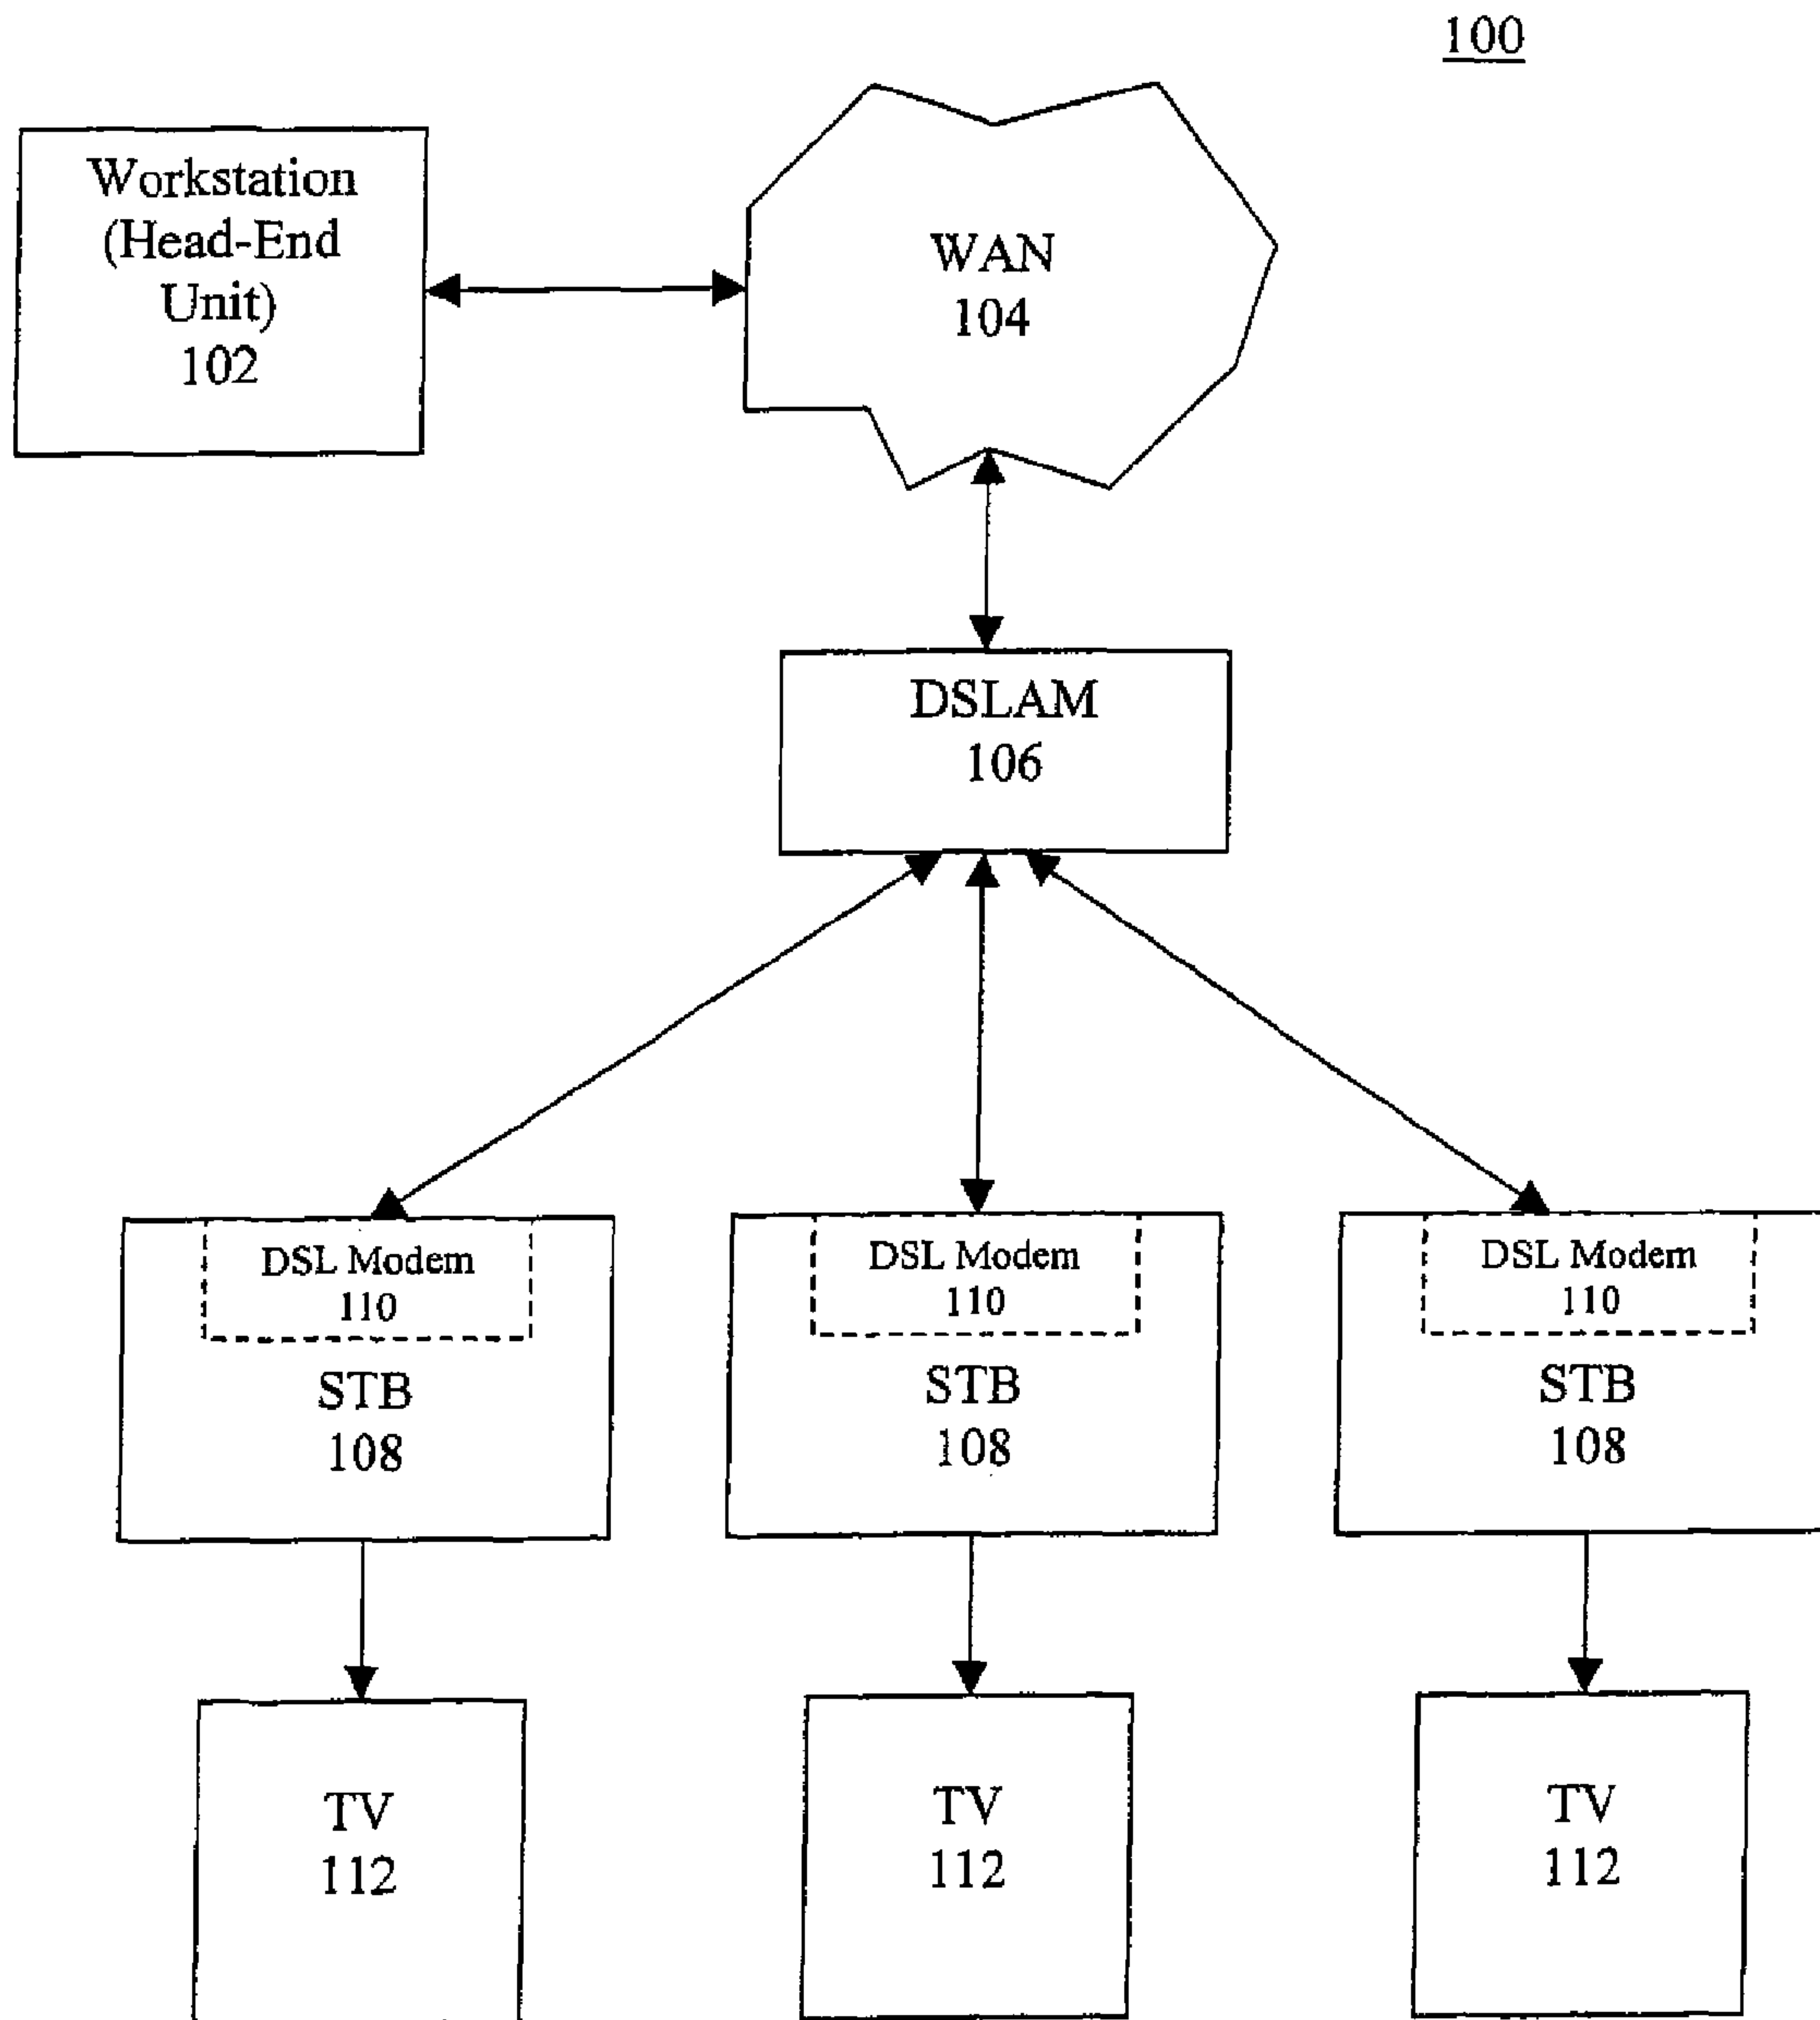 100
Workstation
(Head-End
Unit)
102
WAN
104
DSLAM
106
DSL Modem
110
STB
108
DSL Modem
110
STB
108
DSL Modem
110
STB
108
TV
112
TV
112
TV
112